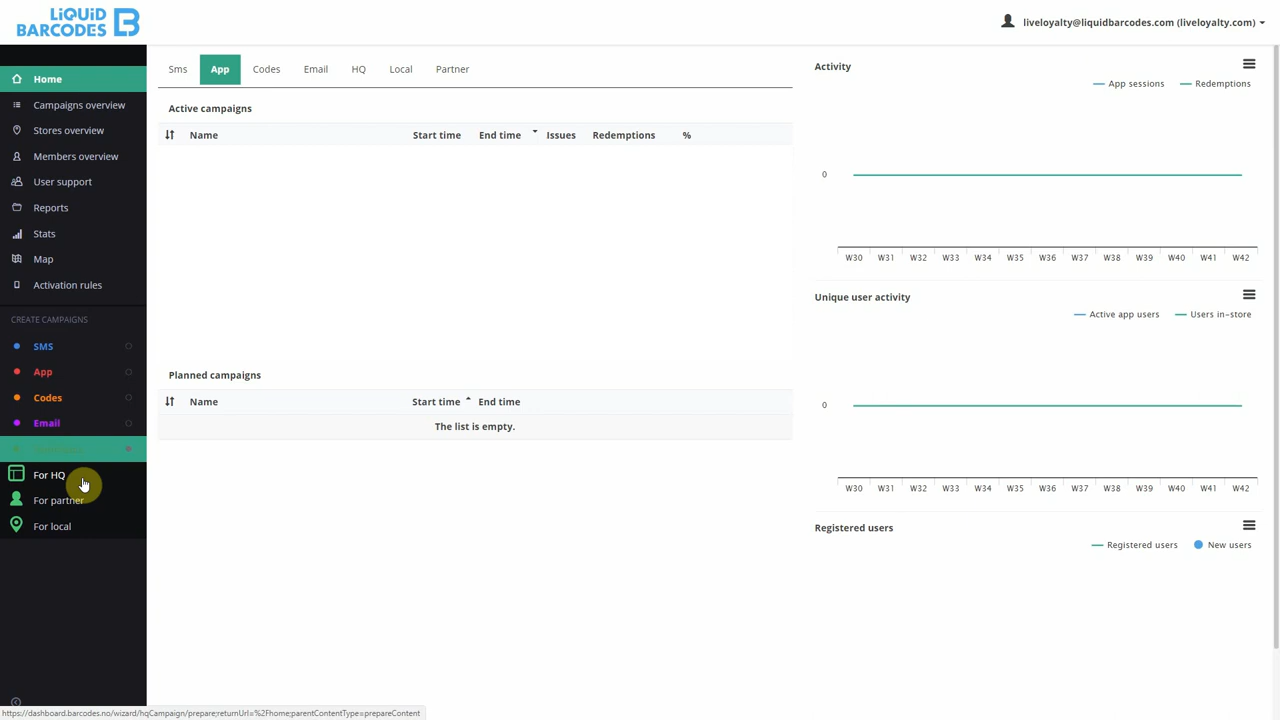 LIQUID
BARCODES
liveloyalty@liquidbarcodes.com (liveloyalty.com)
Home
Campaigns overview
Stores overview
Members overview
User support
Reports
Stats
Map
Activation rules
CREATE CAMPAIGNS
SMS
App
Codes
Email
For HQ
For partner
For local
Sms App Codes Email HQ Local Partner
Active campaigns
Name Start time End time Issues Redemptions %
Planned campaigns
Name Start time End time
The list is empty.
Activity
App sessions Redemptions
0
W30 W31 W32 W33 W34 W35 W36 W37 W38 W39 W40 W41 W42
Unique user activity
Active app users Users in-store
0
W30 W31 W32 W33 W34 W35 W36 W37 W38 W39 W40 W41 W42
Registered users
Registered users New users
https://dashboard.barcodes.no/wizard/hqCampaign/prepare;returnUrl=%2Fhome;parentContentType=prepareContent